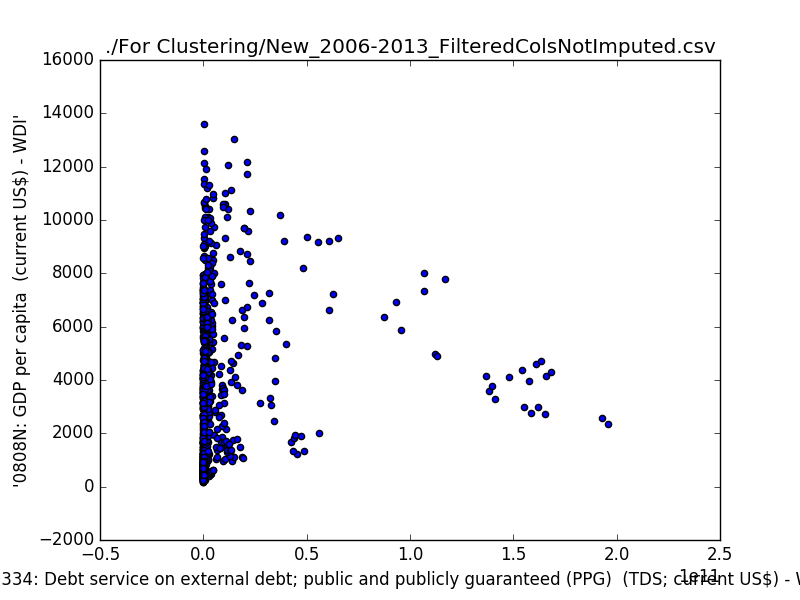 ./For Clustering/New_2006-2013_FilteredColsNotImputed.csv
16000
14000
12000
10000
8000
6000
4000
2000
0
−2000
'0808N: GDP per capita (current US$) - WDI'
−0.5 0.0 0.5 1.0 1.5 2.0 2.5
1e11
334: Debt service on external debt; public and publicly guaranteed (PPG) (TDS; current US$) - W